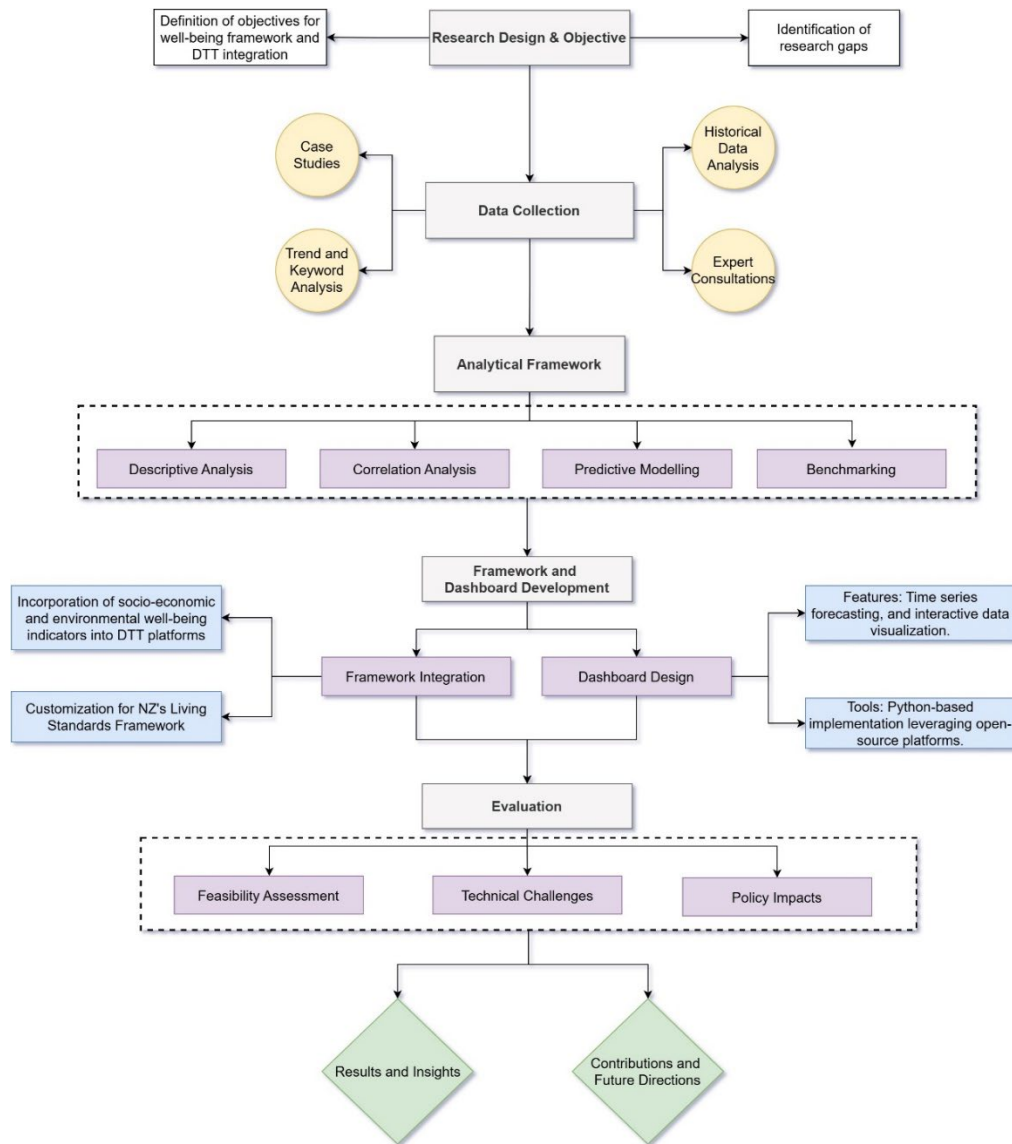 Definition of objectives for
well-being framework and
DTT integration
Research Design & Objective
Identification of
research gaps
Case
Studies
Historical
Data
Analysis
Data Collection
Trend and
Keyword
Analysis
Expert
Consultations
Analytical Framework
Descriptive Analysis
Correlation Analysis
Predictive Modelling
Benchmarking
Framework and
Dashboard Development
Incorporation of socio-economic
and environmental well-being
indicators into DTT platforms
Features: Time series
forecasting, and interactive data
visualization.
Framework Integration
Dashboard Design
Customization for NZ's Living
Standards Framework
Tools: Python-based
implementation leveraging open-
source platforms.
Evaluation
Feasibility Assessment
Technical Challenges
Policy Impacts
Results and Insights
Contributions and
Future Directions